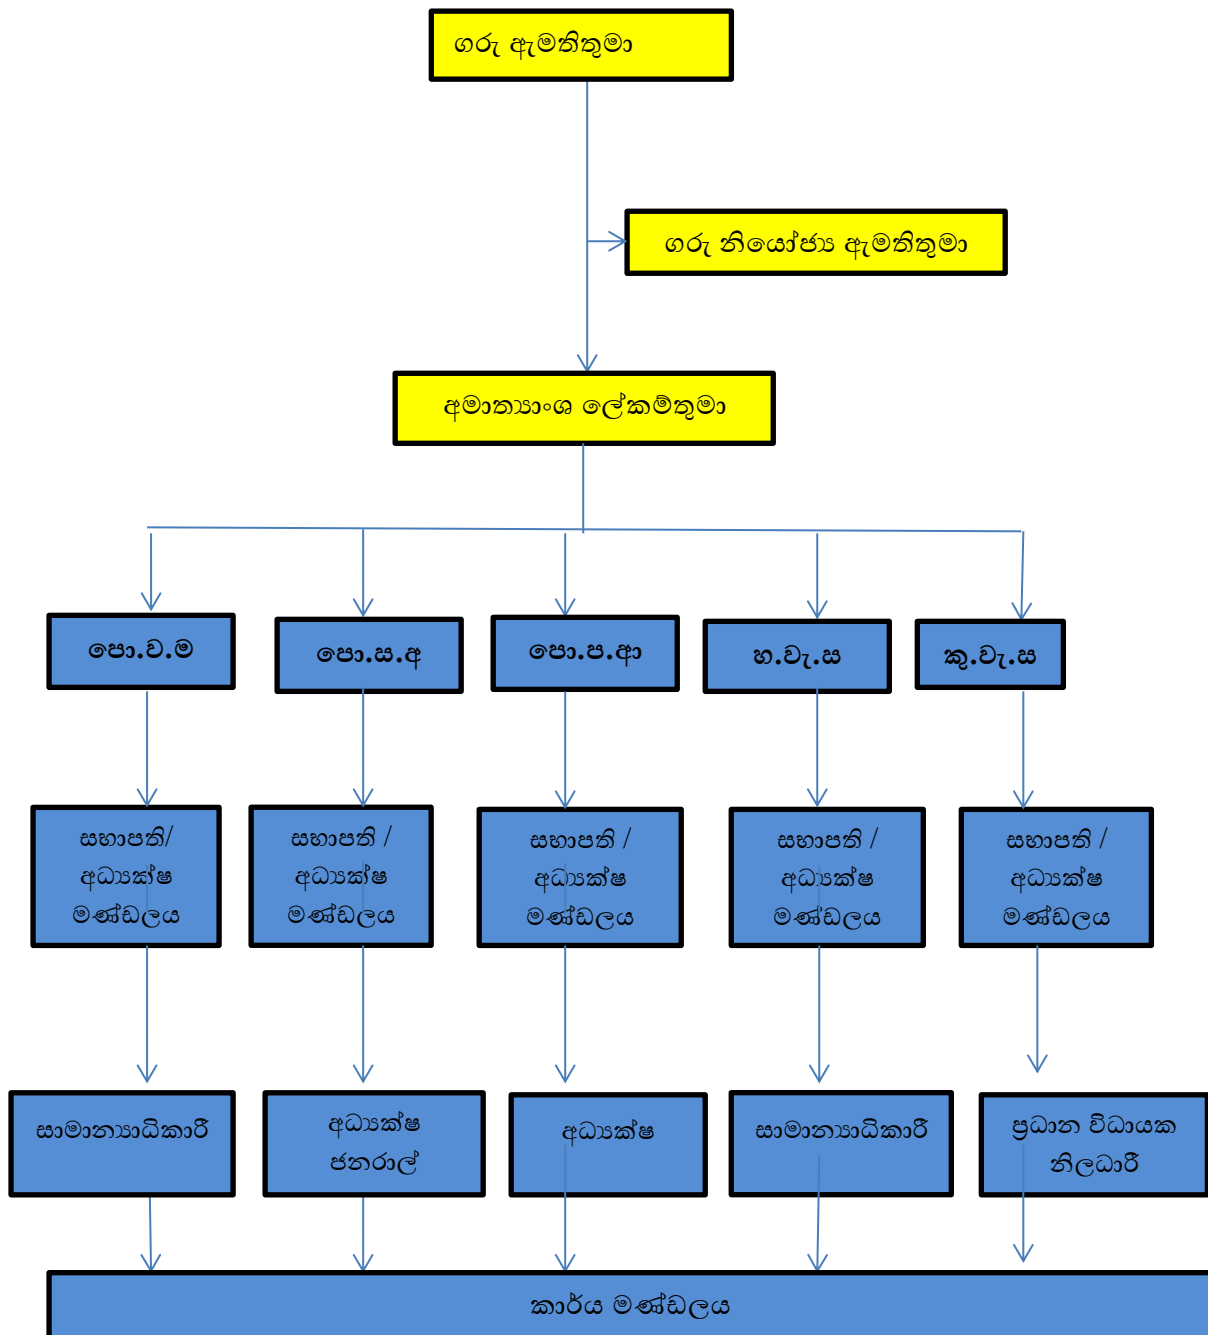 ගරු ඇමතිතුමා
ගරු නියෝජ්‍ය ඇමතිතුමා
අමාත්‍යාංශ ලේකම්තුමා
පො.ව.ම
පො.ස.අ
පො.ප.ආ
හ.වැ.ස
කු.වැ.ස
සභාපති/
අධ්‍යක්ෂ
මණ්ඩලය
සභාපති /
අධ්‍යක්ෂ
මණ්ඩලය
සභාපති /
අධ්‍යක්ෂ
මණ්ඩලය
සභාපති /
අධ්‍යක්ෂ
මණ්ඩලය
සභාපති /
අධ්‍යක්ෂ
මණ්ඩලය
සාමාන්‍යාධිකාරී
අධ්‍යක්ෂ
ජනරාල්
අධ්‍යක්ෂ
සාමාන්‍යාධිකාරී
ප්‍රධාන විධායක
නිලධාරී
කාර්ය මණ්ඩලය